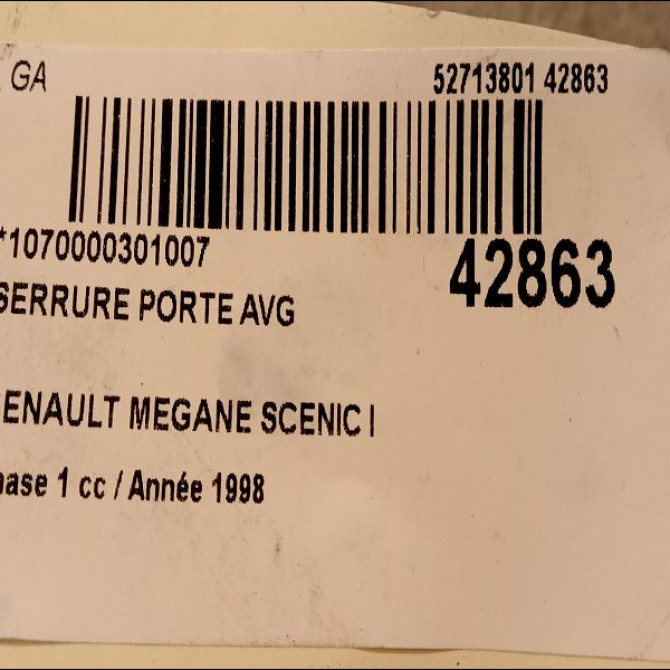 GA 52713801 42863
*1070000301007
42863
SERRURE PORTE AVG
ENAULT MEGANE SCENIC I
hase 1 cc / Année 1998